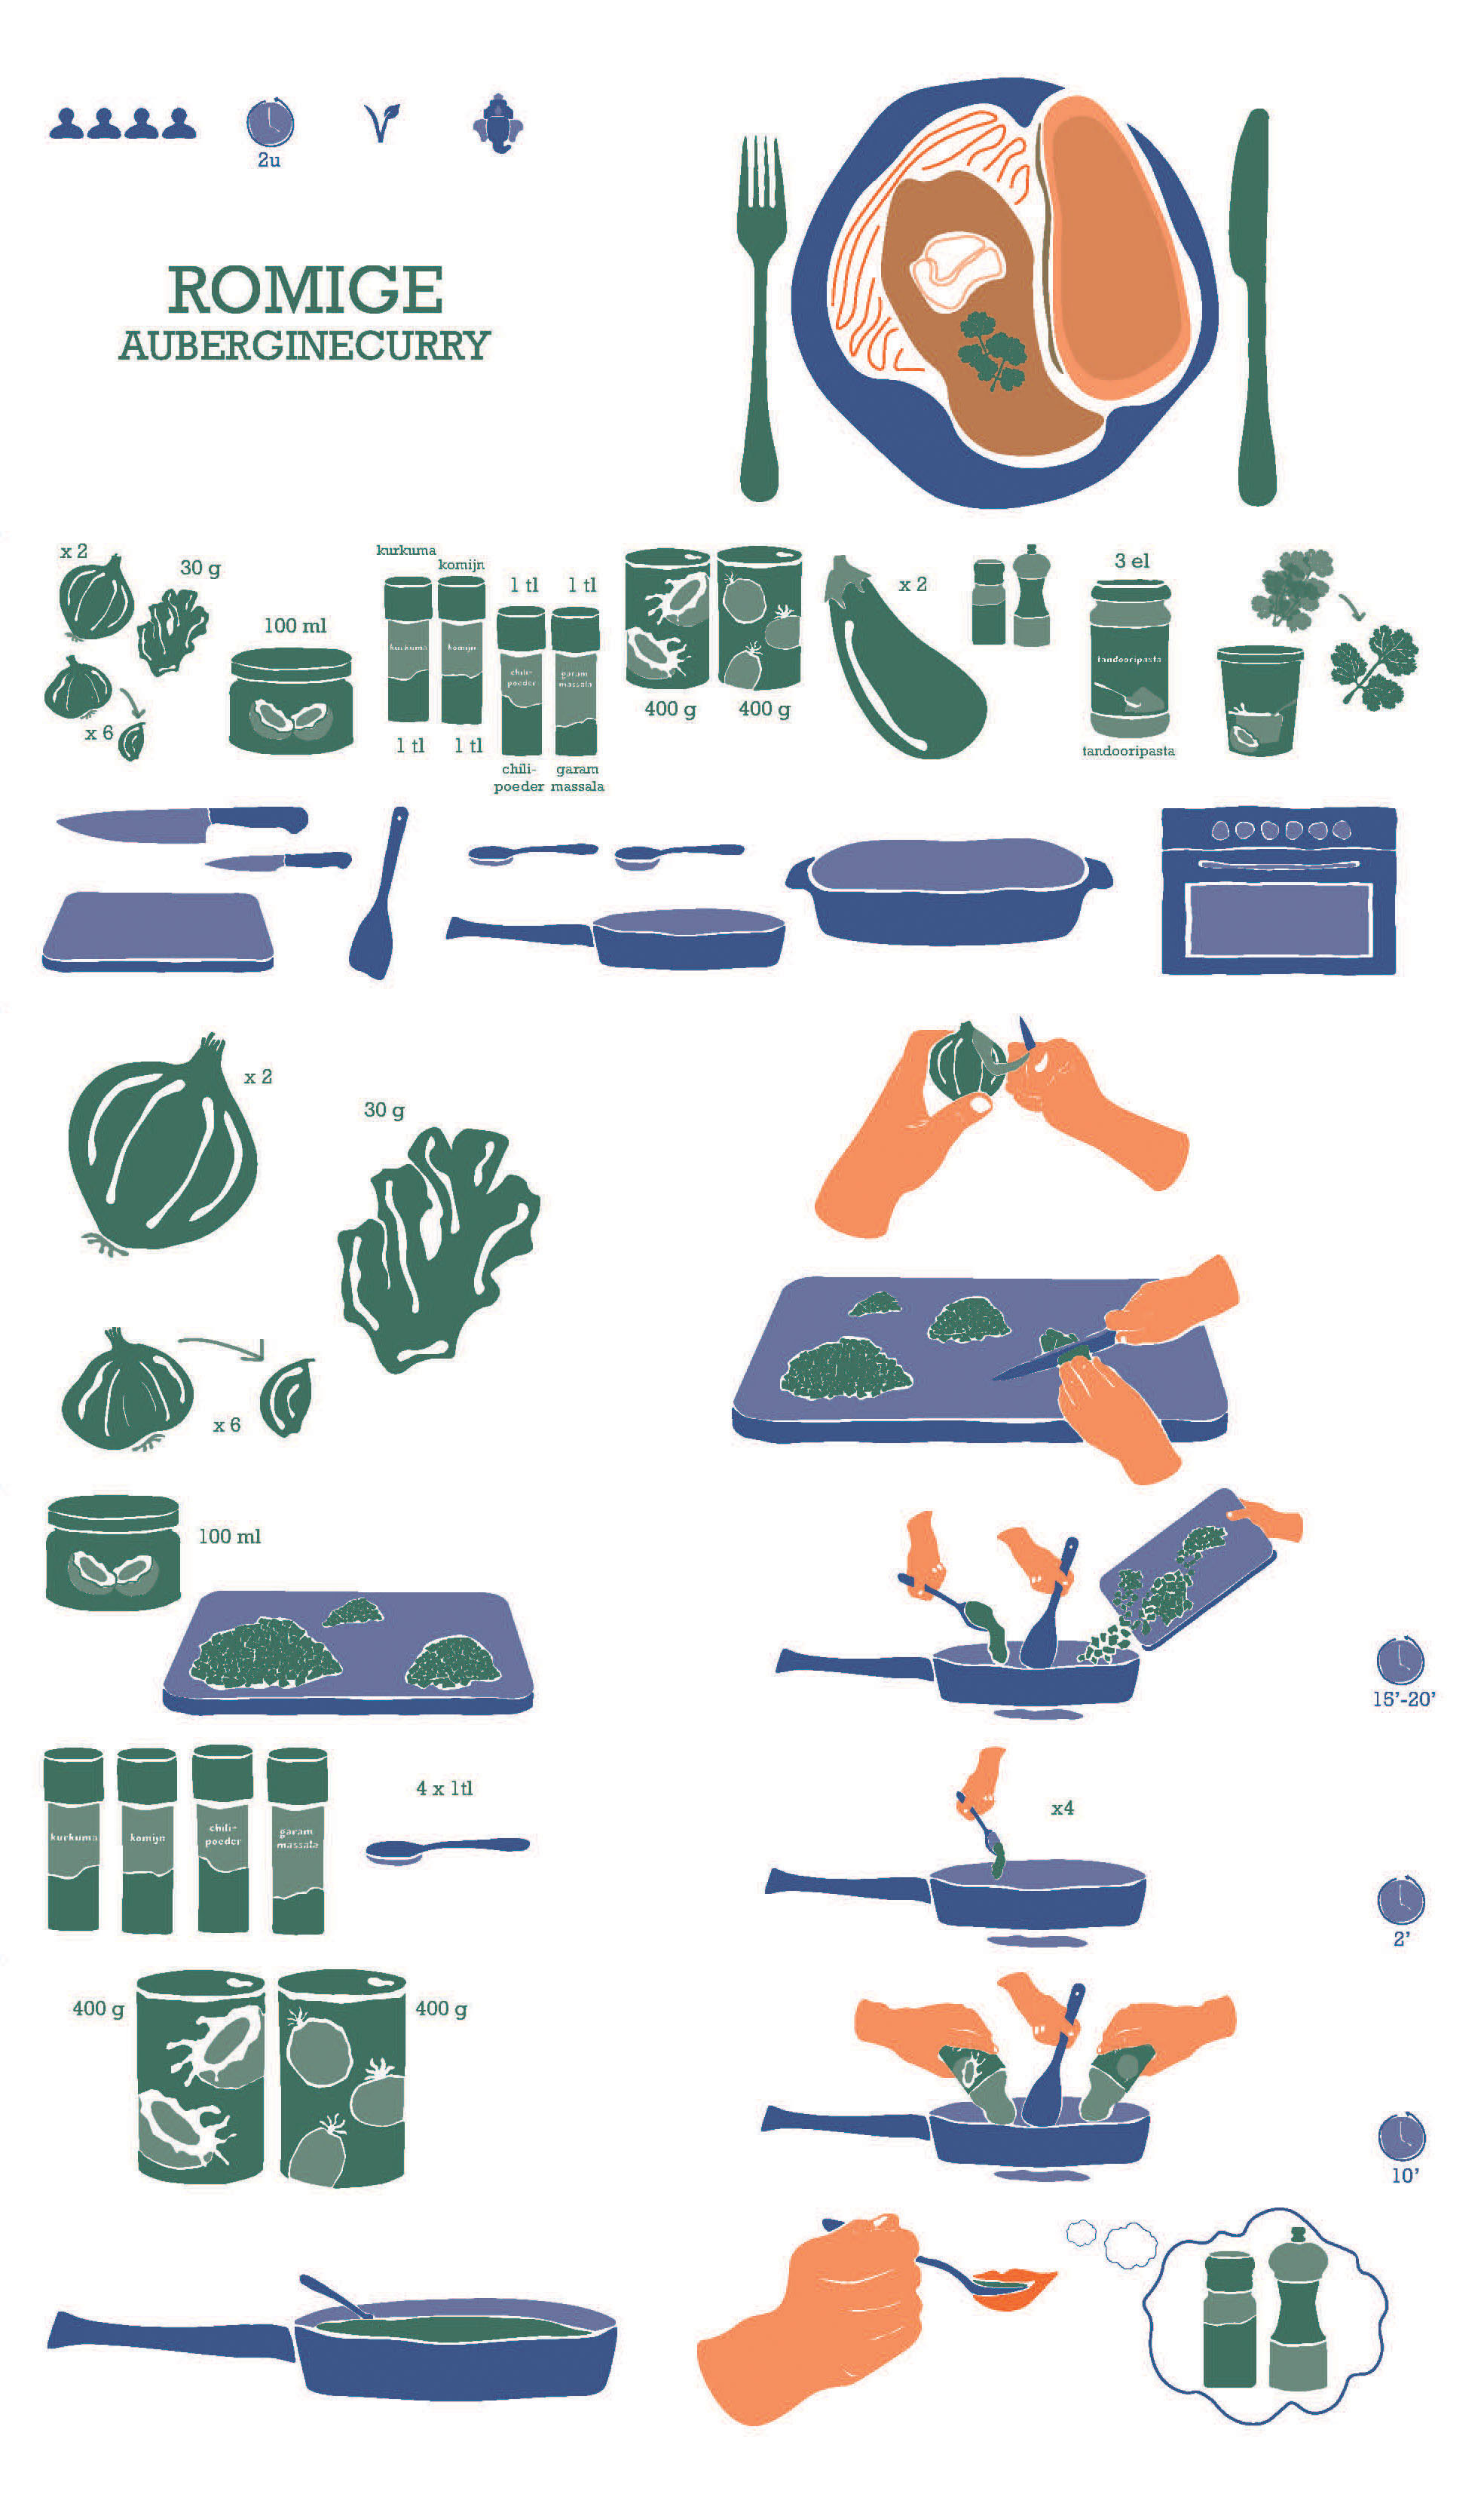 2u
ROMIGE
AUBERGINECURRY
x 2
30 g
x 6
100 ml
kurkuma
komijn
1 tl
1 tl
kurkuma
komijn
chili-
poeder
garam
massala
1 tl
1 tl
chili-
poeder
garam
massala
400 g
400 g
x 2
3 el
tandooripasta
tandooripasta
x 2
30 g
x 6
100 ml
15'-20'
kurkuma
komijn
chili-
poeder
garam
massala
4 x 1tl
x4
2'
400 g
400 g
10'